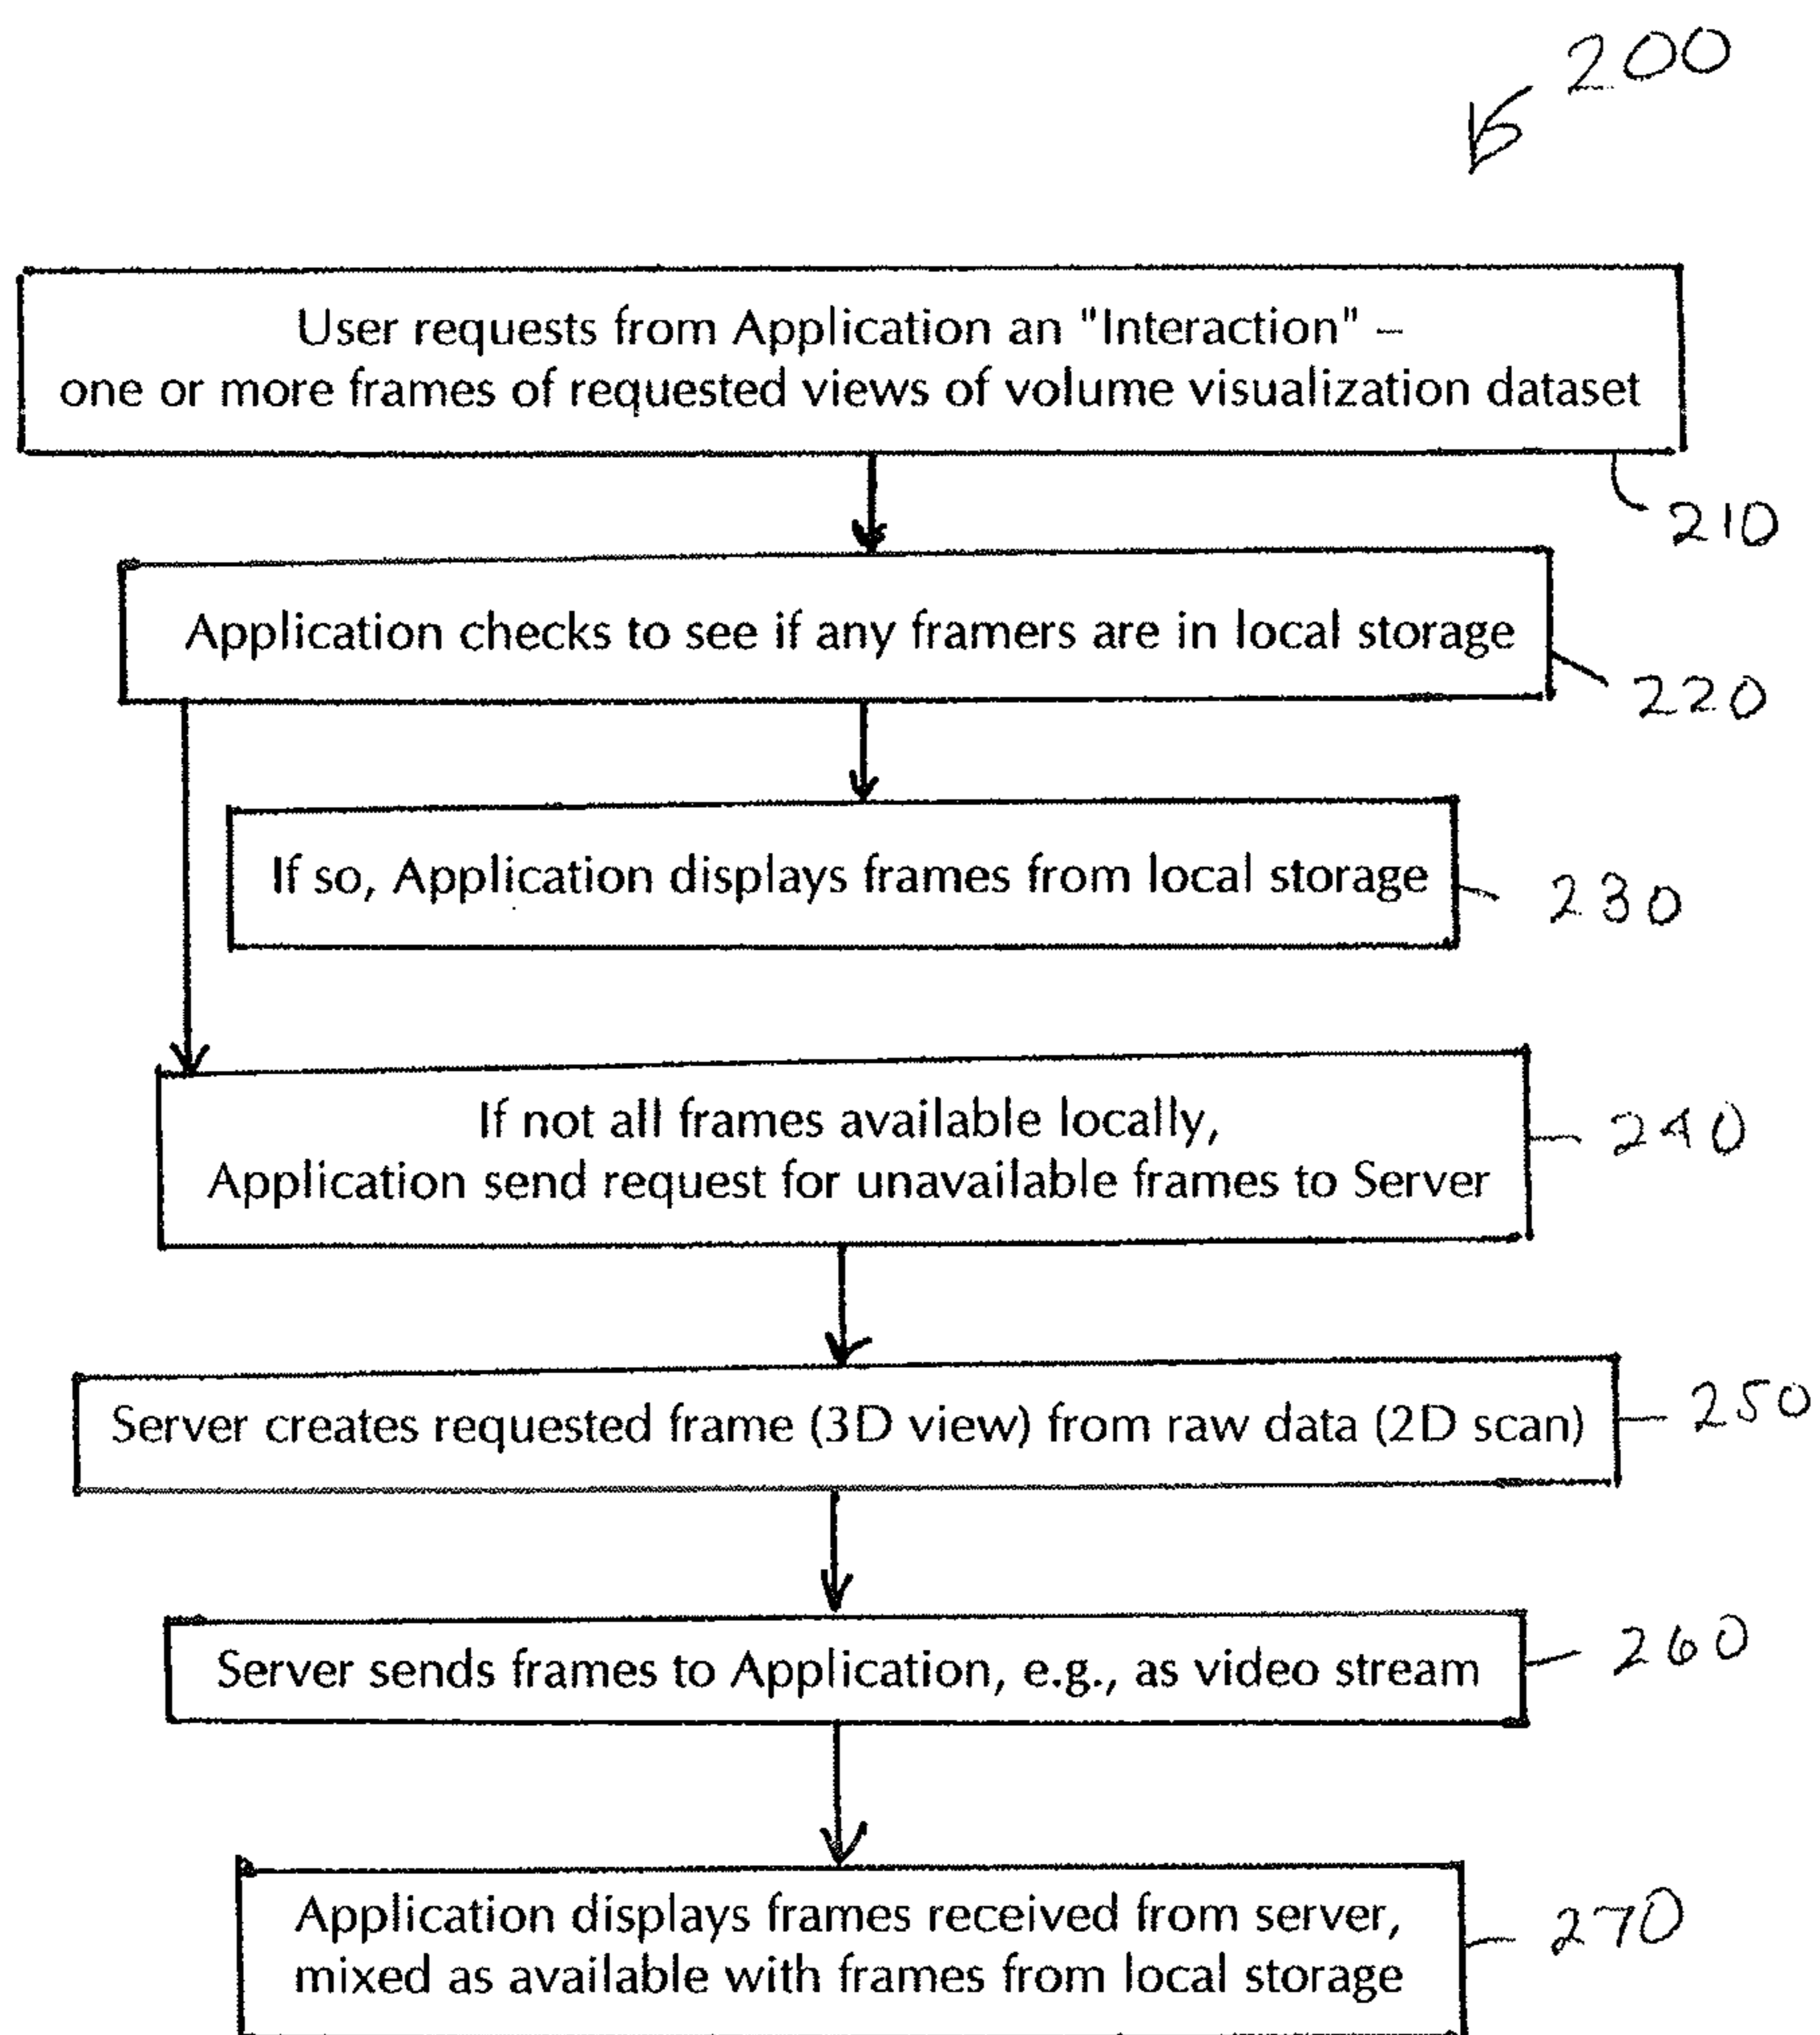 200
User requests from Application an "Interaction" –
one or more frames of requested views of volume visualization dataset
210
Application checks to see if any framers are in local storage
220
If so, Application displays frames from local storage
230
If not all frames available locally,
Application send request for unavailable frames to Server
240
Server creates requested frame (3D view) from raw data (2D scan)
250
Server sends frames to Application, e.g., as video stream
260
Application displays frames received from server,
mixed as available with frames from local storage
270